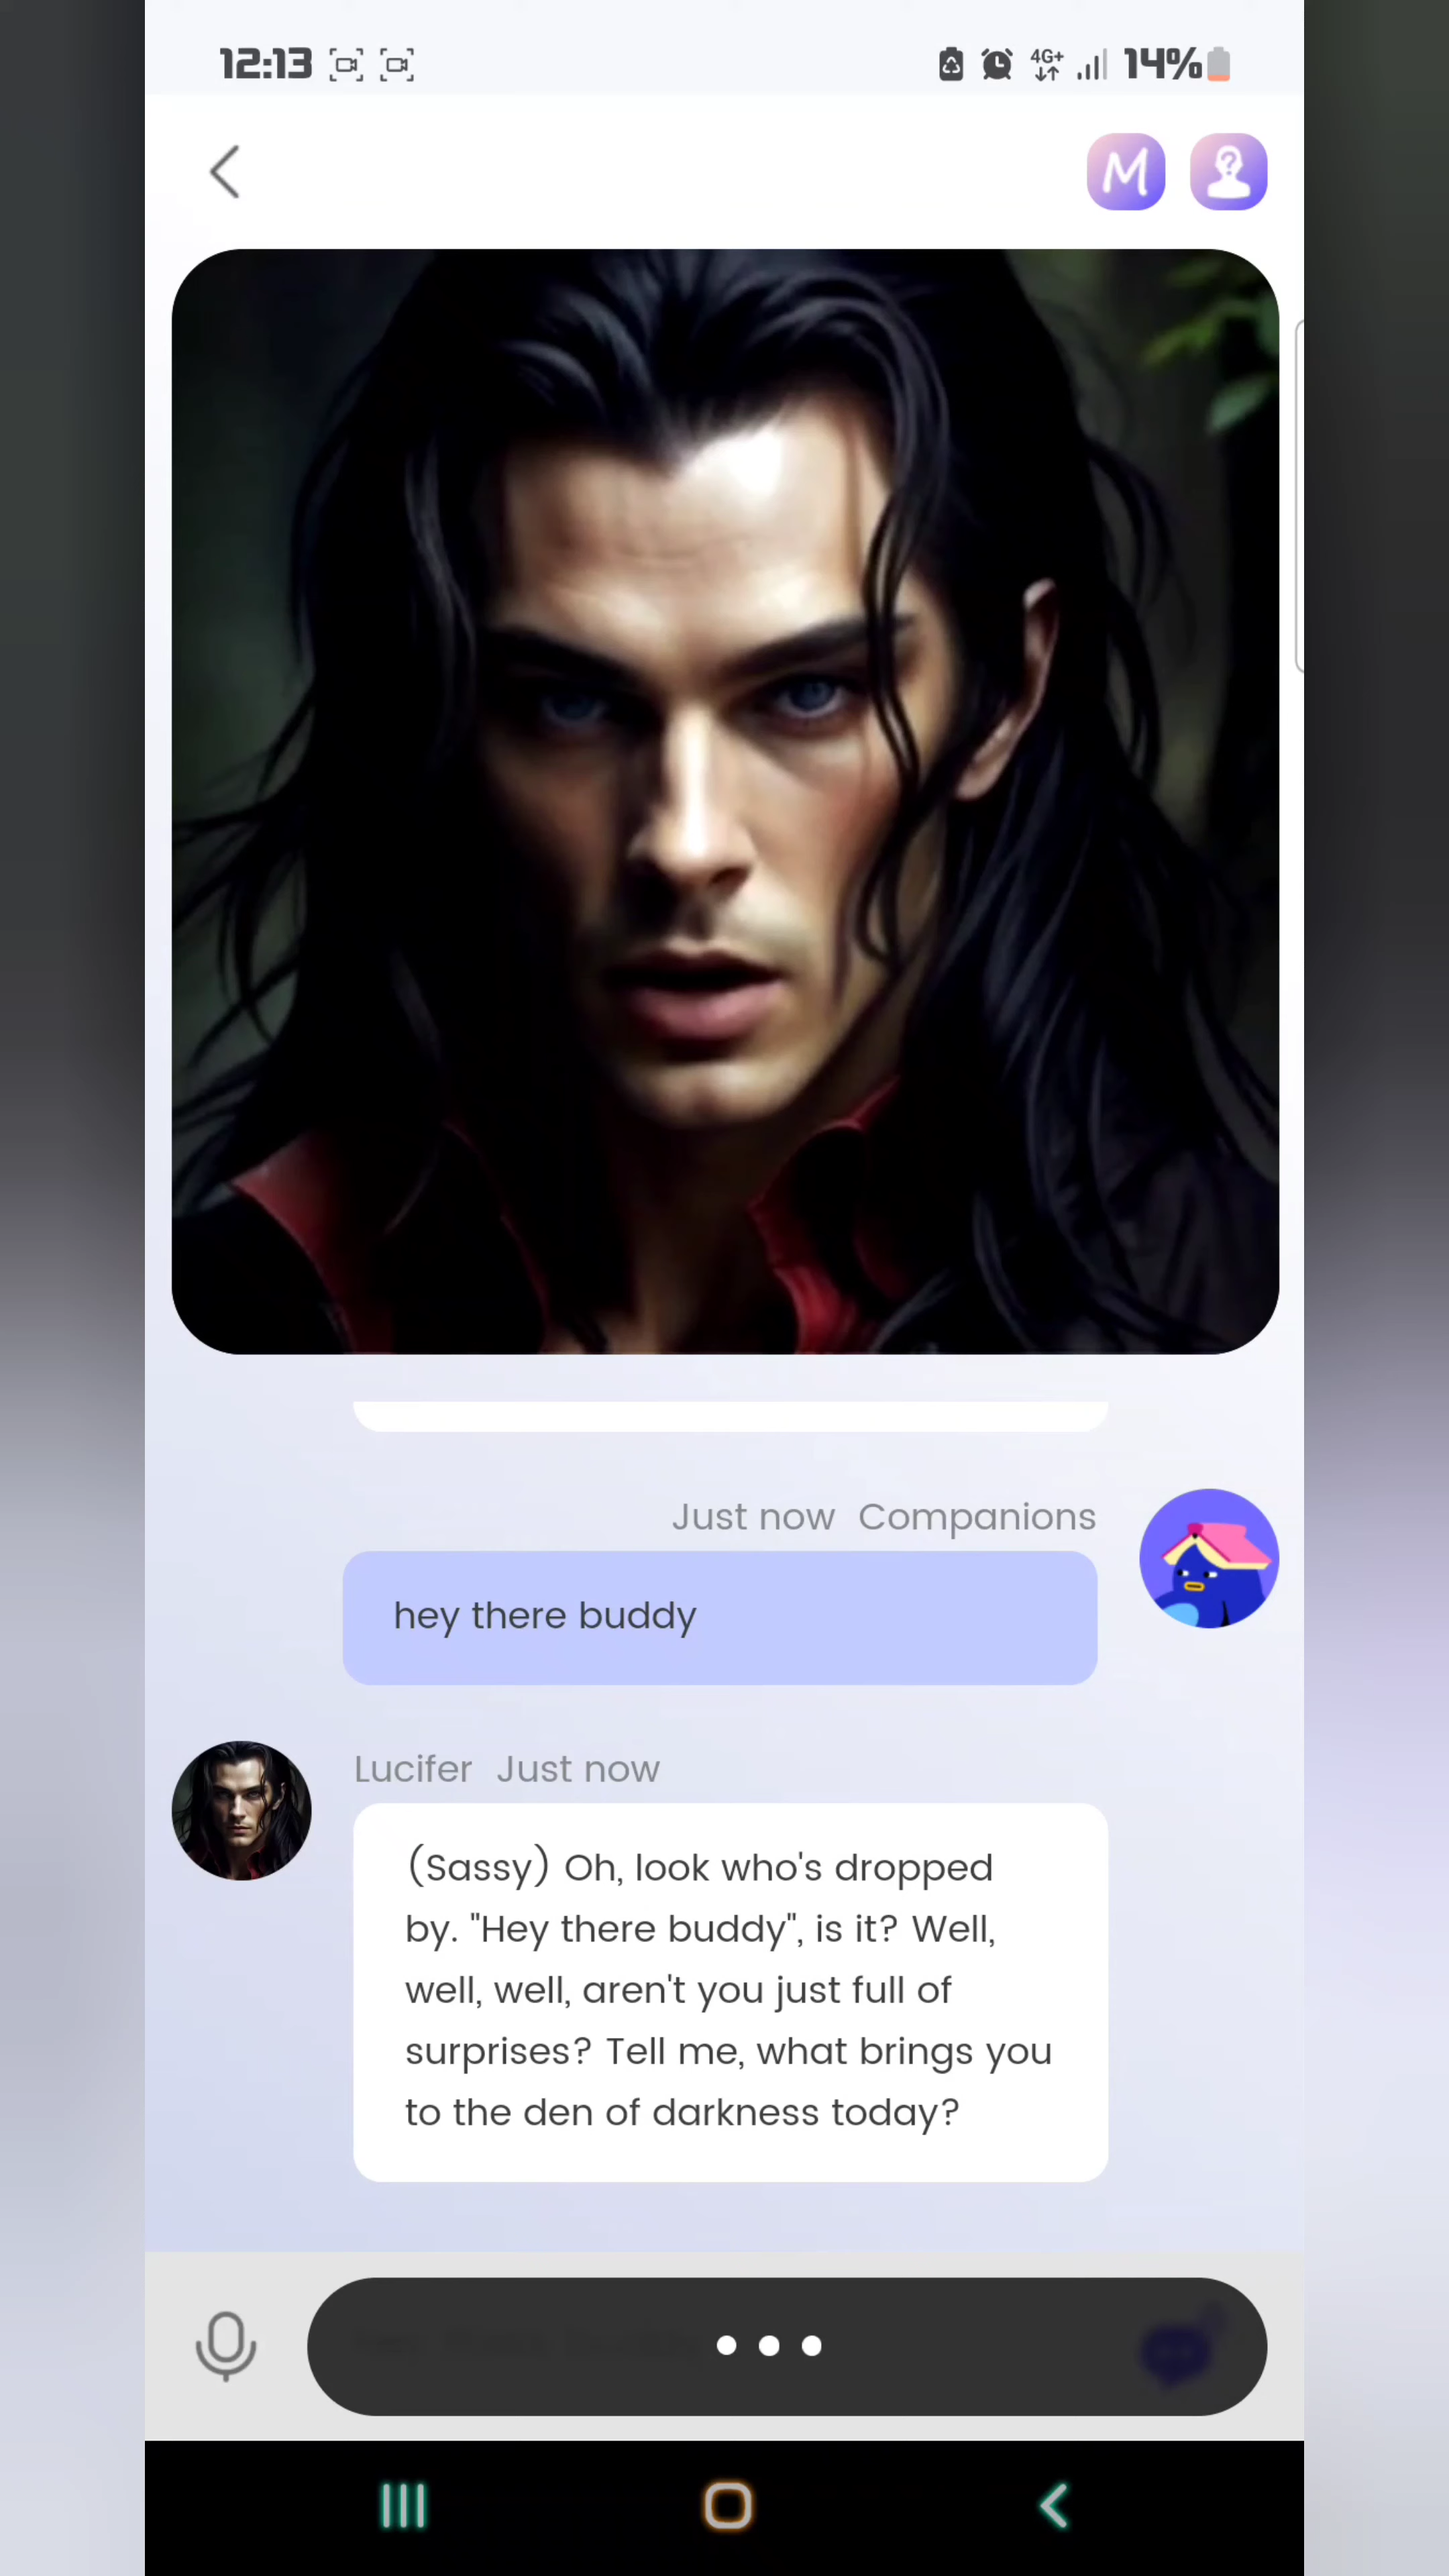 12:13 4G+ 14%
M ?
Just now Companions
hey there buddy
Lucifer Just now
(Sassy) Oh, look who's dropped
by. "Hey there buddy", is it? Well,
well, well, aren't you just full of
surprises? Tell me, what brings you
to the den of darkness today?